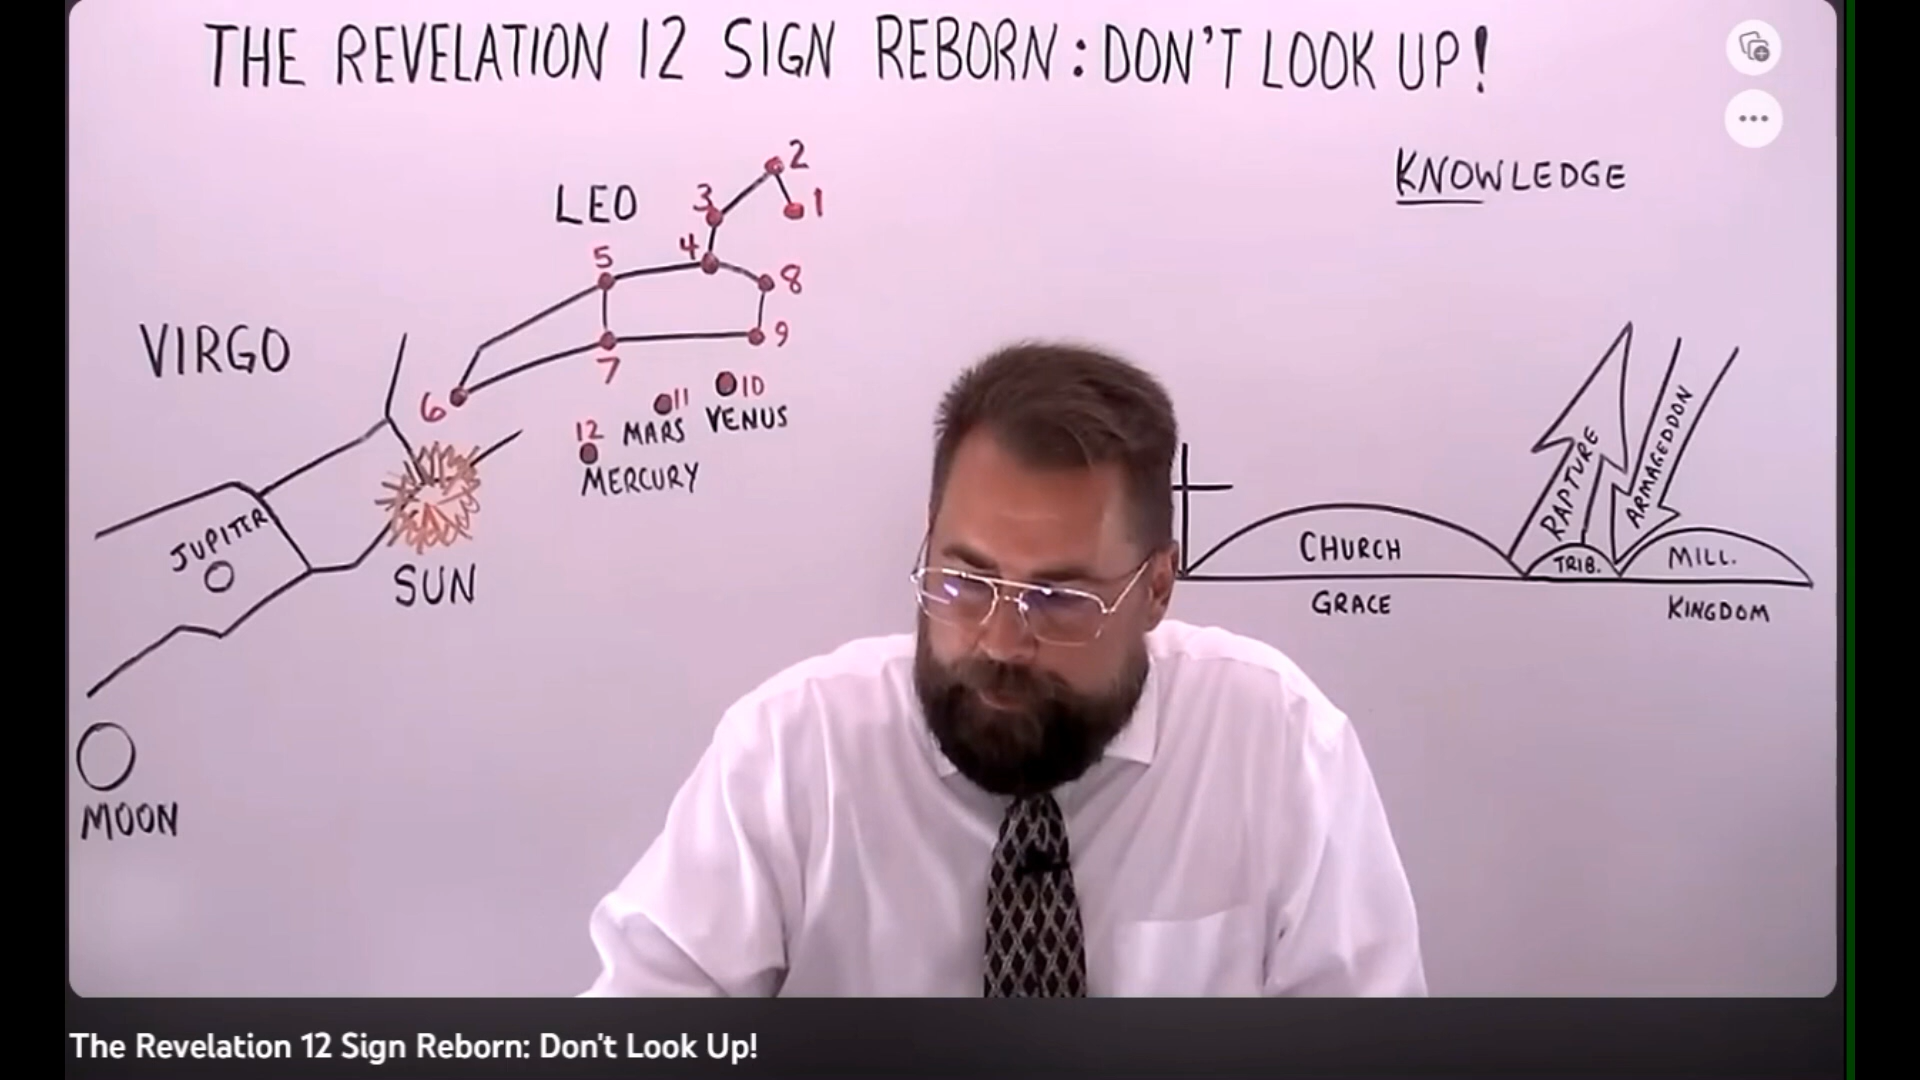 THE REVELATION 12 SIGN REBORN: DON'T LOOK UP!
KNOWLEDGE
LEO
2
3
1
4
5
8
7
9
6
VIRGO
10
11
12
VENUS
MARS
MERCURY
JUPITER
SUN
MOON
RAPTURE
ARMAGEDDON
CHURCH
TRIB.
MILL.
GRACE
KINGDOM
The Revelation 12 Sign Reborn: Don't Look Up!